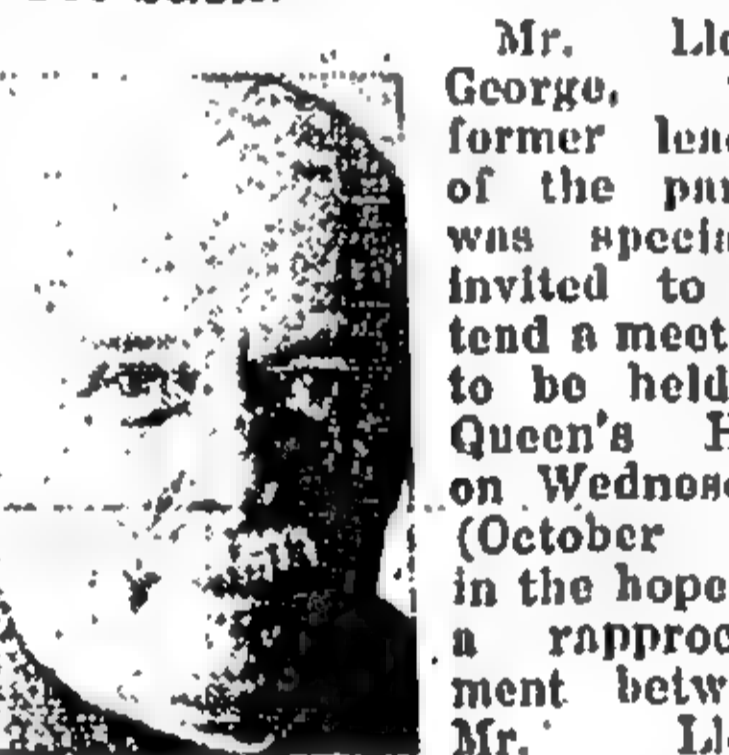 Mr. Llo
George,
former lead
of the par
was specia
invited to
tend a meet
to be held
Queen's H
on Wednesd
(October
in the hope
a rapproc
ment betw
Mr. Ll